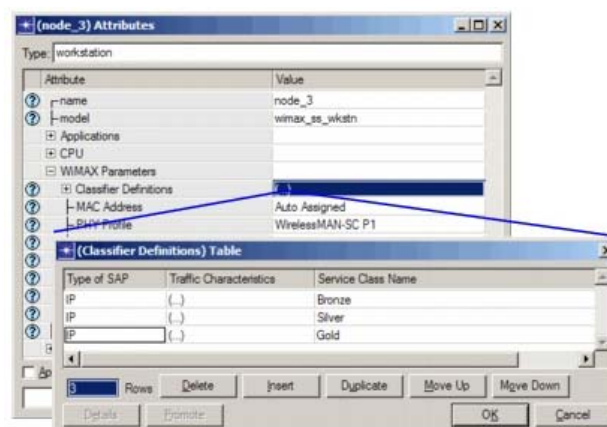 (node_3) Attributes
Type: workstation
Attribute Value
name node_3
model wimax_ss_wkstn
Applications
CPU
WiMAX Parameters
Classifier Definitions (...)
MAC Address Auto Assigned
PHY Profile WirelessMAN-SC P1
(Classifier Definitions) Table
Type of SAP Traffic Characteristics Service Class Name
IP (...) Bronze
IP (...) Silver
IP (...) Gold
3 Rows Delete Insert Duplicate Move Up Move Down
Details Promote OK Cancel